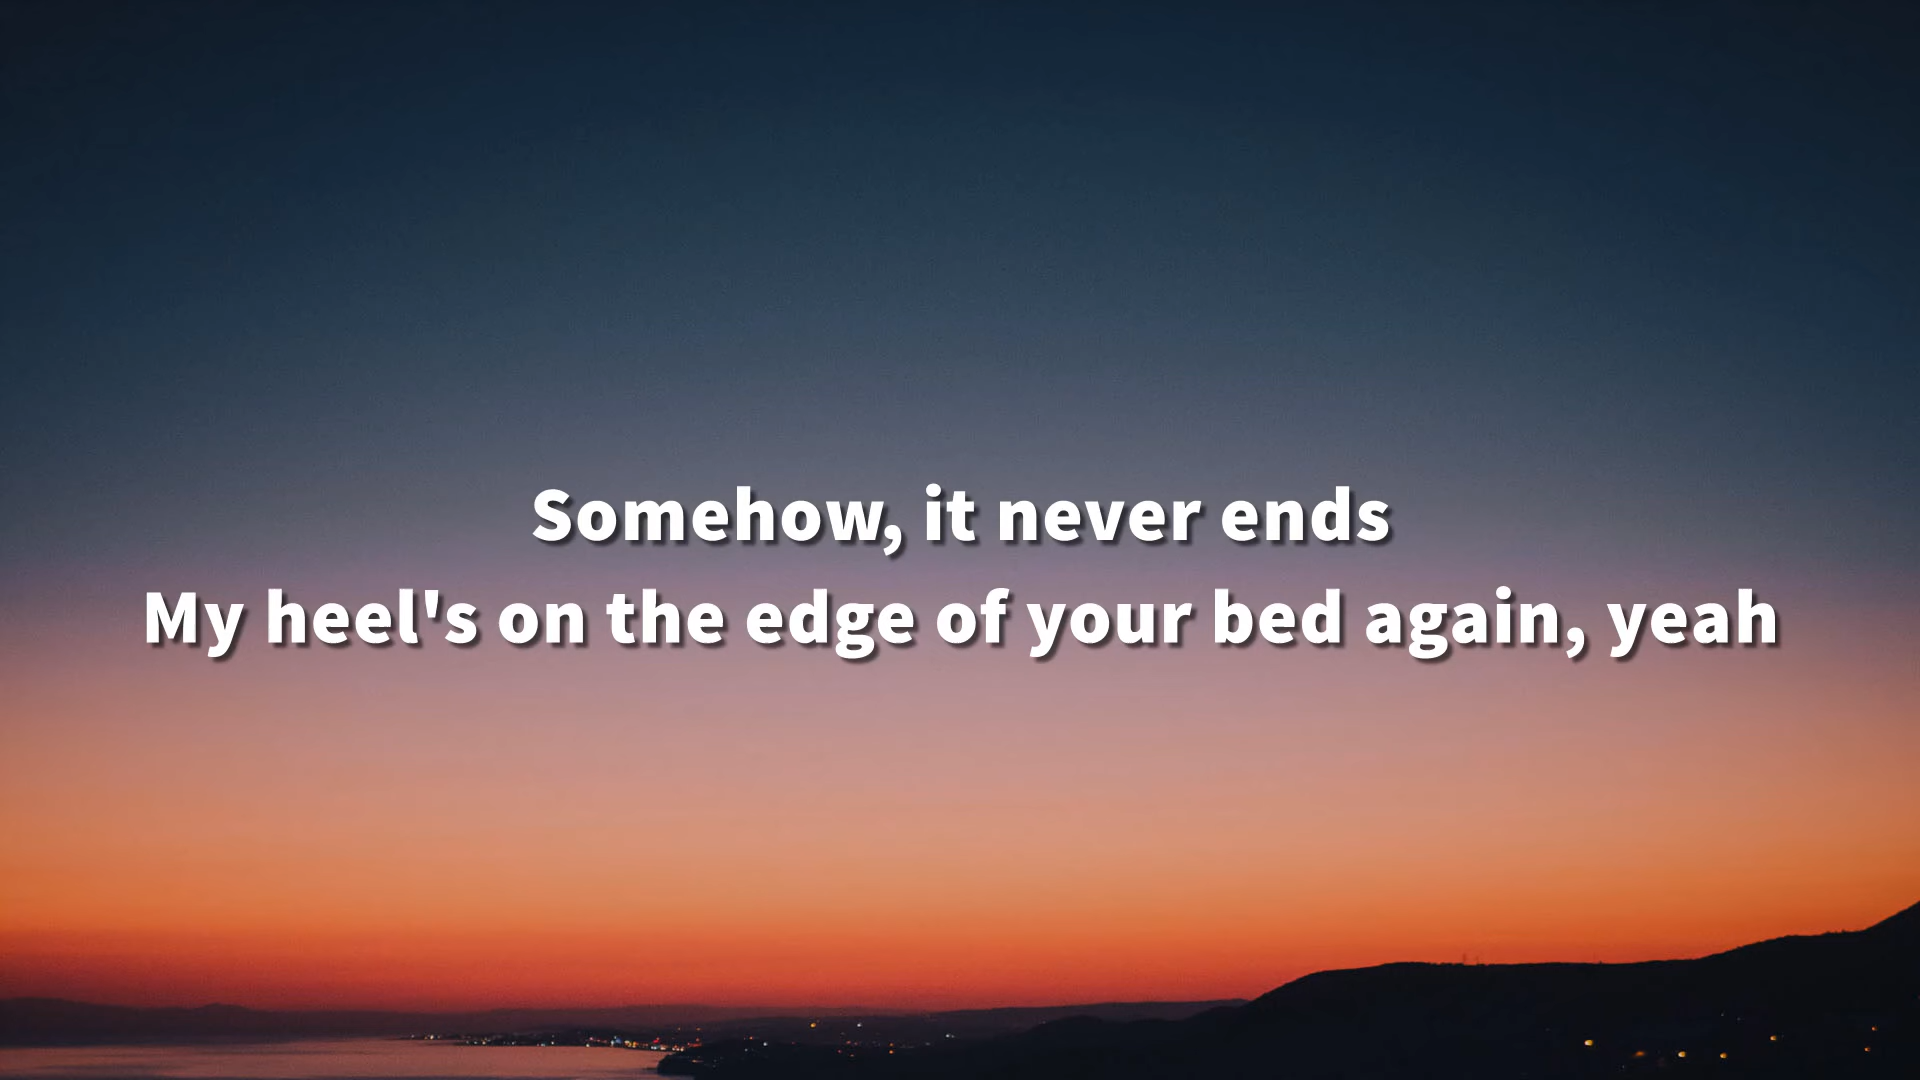 Somehow, it never ends
My heel's on the edge of your bed again, yeah